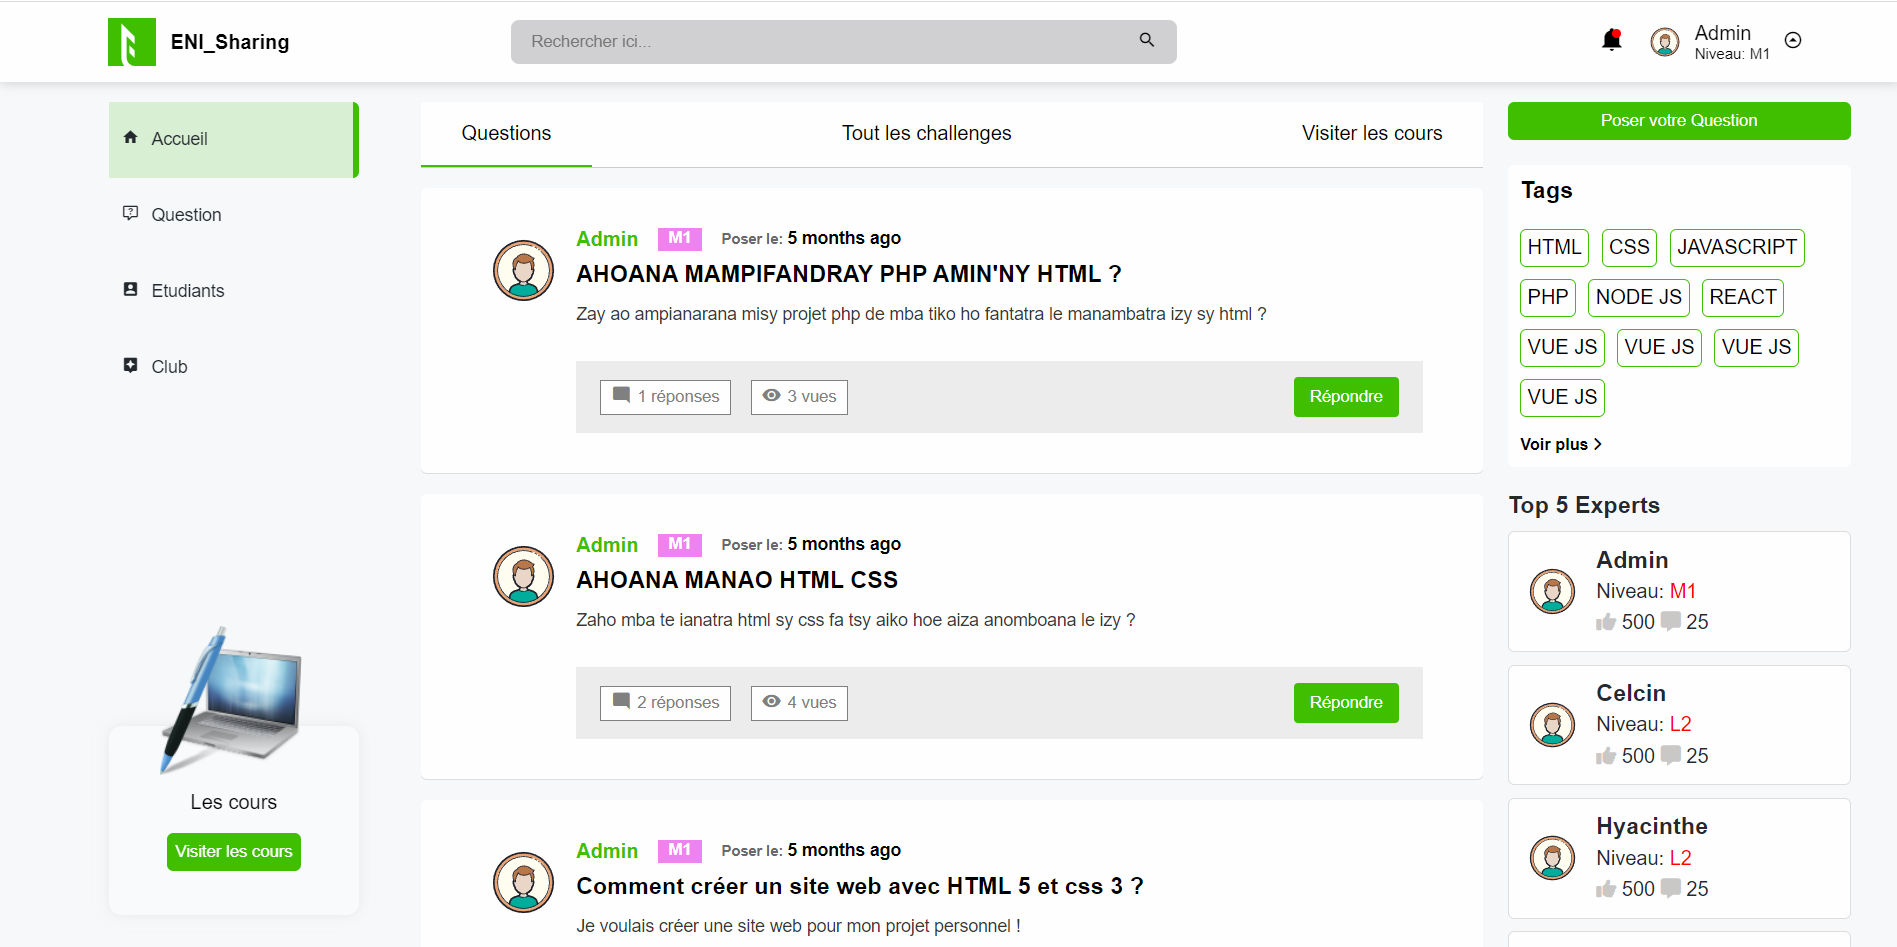 ENI_Sharing
Rechercher ici...
Admin
Niveau: M1
Accueil
Question
Etudiants
Club
Les cours
Visiter les cours
Questions
Tout les challenges
Visiter les cours
Admin M1 Poser le: 5 months ago
AHOANA MAMPIFANDRAY PHP AMIN'NY HTML ?
Zay ao ampianarana misy projet php de mba tiko ho fantatra le manambatra izy sy html ?
1 réponses
3 vues
Répondre
Admin M1 Poser le: 5 months ago
AHOANA MANAO HTML CSS
Zaho mba te ianatra html sy css fa tsy aiko hoe aiza anomboana le izy ?
2 réponses
4 vues
Répondre
Admin M1 Poser le: 5 months ago
Comment créer un site web avec HTML 5 et css 3 ?
Je voulais créer une site web pour mon projet personnel !
Poser votre Question
Tags
HTML CSS JAVASCRIPT
PHP NODE JS REACT
VUE JS VUE JS VUE JS
VUE JS
Voir plus
Top 5 Experts
Admin
Niveau: M1
500 25
Celcin
Niveau: L2
500 25
Hyacinthe
Niveau: L2
500 25